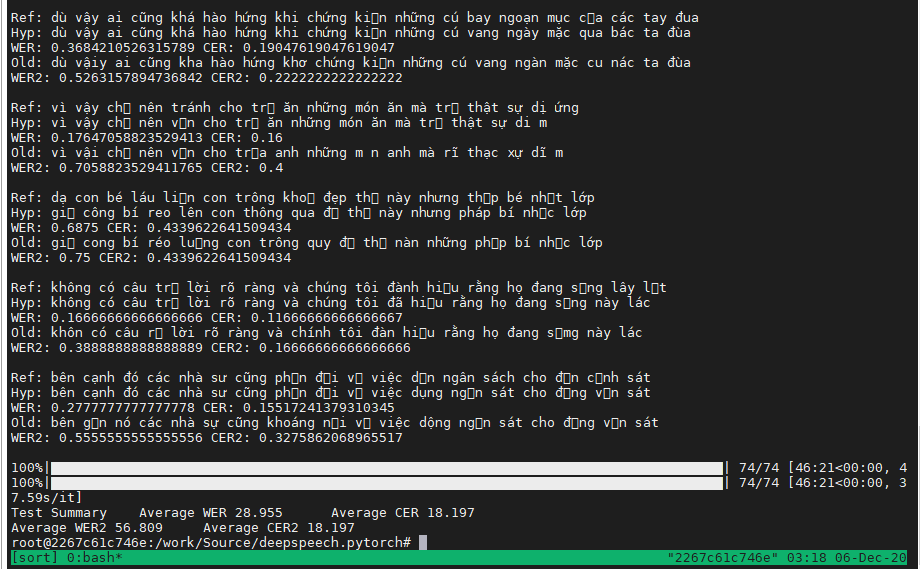 Ref: dù vậy ai cũng khá hào hứng khi chứng ki□n những cú bay ngoạn mục c□a các tay đua
Hyp: dù vậy ai cũng khá hào hứng khi chứng ki□n những cú vang ngày mặc qua bác ta đùa
WER: 0.3684210526315789 CER: 0.19047619047619047
Old: dù vậiy ai cũng kha hào hứng khơ chứng ki□n những cú vang ngàn mặc cu nác ta đùa
WER2: 0.5263157894736842 CER2: 0.2222222222222222
Ref: vì vậy ch□ nên tránh cho tr□ ăn những món ăn mà tr□ thật sự dị ứng
Hyp: vì vậy ch□ nên v□n cho tr□ ăn những món ăn mà tr□ thật sự di m
WER: 0.17647058823529413 CER: 0.16
Old: vì vậi ch□ nên v□n cho tr□a anh những m n anh mà rĩ thạc xự dĩ m
WER2: 0.7058823529411765 CER2: 0.4
Ref: dạ con bé láu li□n con trông kho□ đẹp th□ này nhưng th□p bé nh□t lớp
Hyp: gi□ công bí reo lên con thông qua đ□ th□ này nhưng pháp bí nh□c lớp
WER: 0.6875 CER: 0.4339622641509434
Old: gi□ cong bí réo lu□ng con trông quy đ□ th□ nàn những ph□p bí nh□c lớp
WER2: 0.75 CER2: 0.4339622641509434
Ref: không có câu tr□ lời rõ ràng và chúng tôi đành hi□u rằng họ đang s□ng lây l□t
Hyp: không có câu tr□ lời rõ ràng và chúng tôi đã hi□u rằng họ đang s□ng này lác
WER: 0.16666666666666666 CER: 0.11666666666666667
Old: khôn có câu r□ lời rõ ràng và chính tôi đàn hi□u rằng họ đang s□mg này lác
WER2: 0.3888888888888889 CER2: 0.16666666666666666
Ref: bên cạnh đó các nhà sư cũng ph□n đ□i v□ việc d□n ngân sách cho đ□n c□nh sát
Hyp: bên cạnh đó các nhà sư cũng ph□n đ□i v□ việc dụng ng□n sát cho đ□ng v□n sát
WER: 0.2777777777777778 CER: 0.15517241379310345
Old: bên g□n nó các nhà sư cũng khoáng n□i v□ việc dộng ng□n sát cho đ□ng v□n sát
WER2: 0.5555555555555556 CER2: 0.3275862068965517
100%| | 74/74 [46:21<00:00, 4
100%| | 74/74 [46:21<00:00, 3
7.59s/it]
Test Summary Average WER 28.955 Average CER 18.197
Average WER2 56.809 Average CER2 18.197
root@2267c61c746e:/work/Source/deepspeech.pytorch#
[sort] 0:bash* "2267c61c746e" 03:18 06-Dec-20